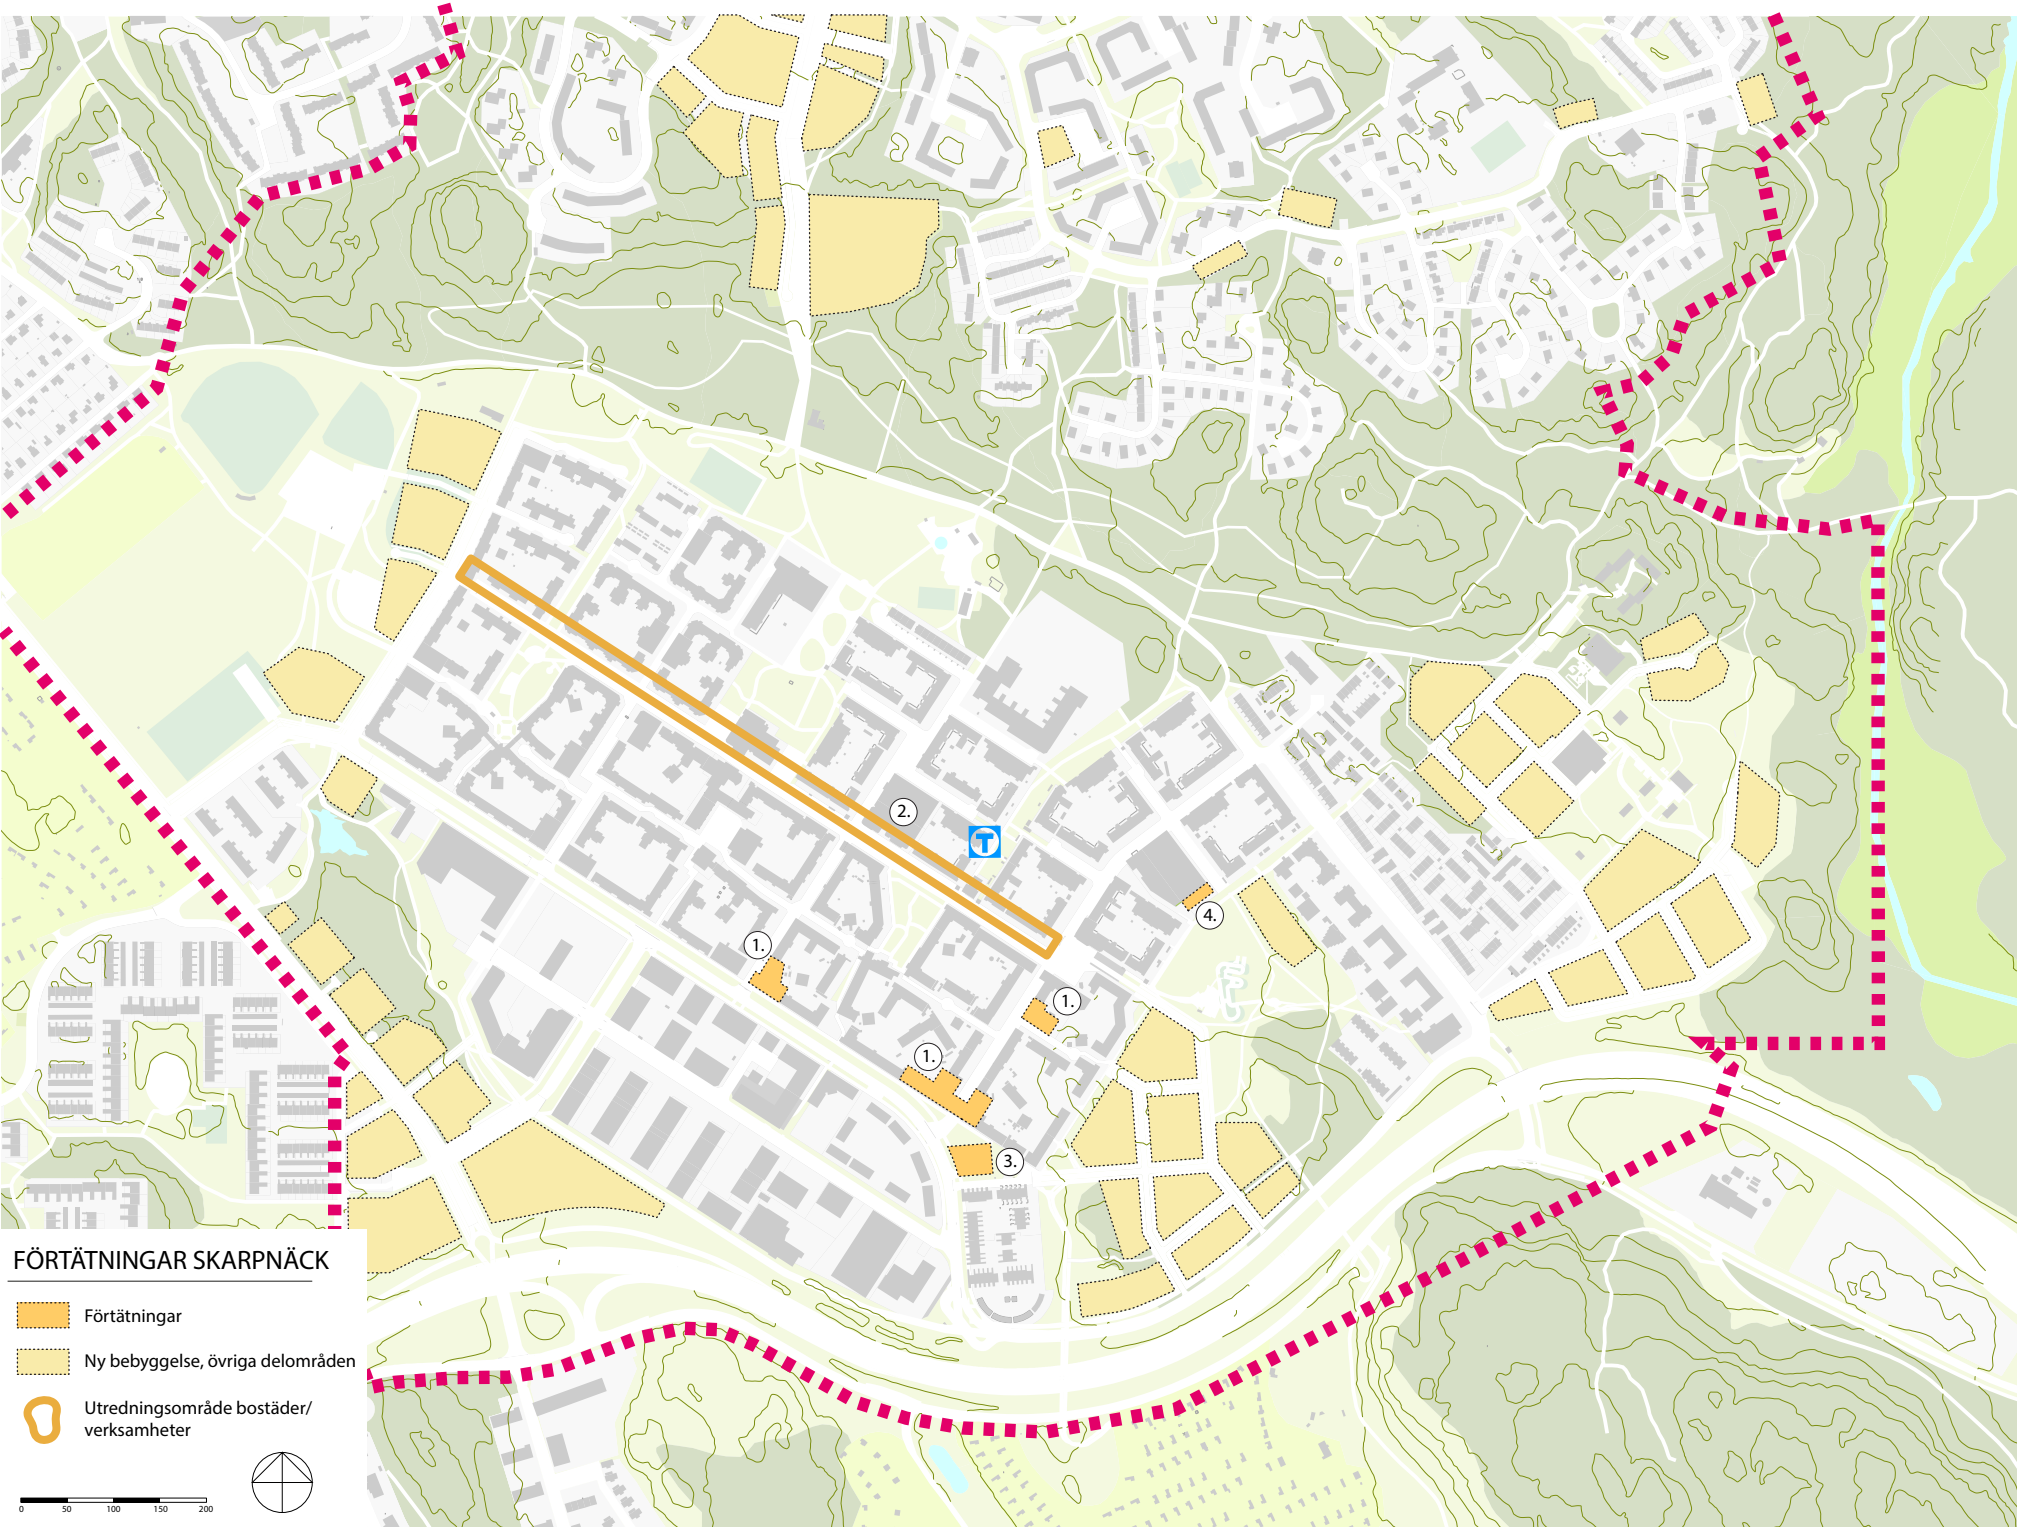 2.
T
4.
1.
1.
1.
3.
FÖRTÄTNINGAR SKARPNÄCK
Förtätningar
Ny bebyggelse, övriga delområden
Utredningsområde bostäder/
verksamheter
0 50 100 150 200